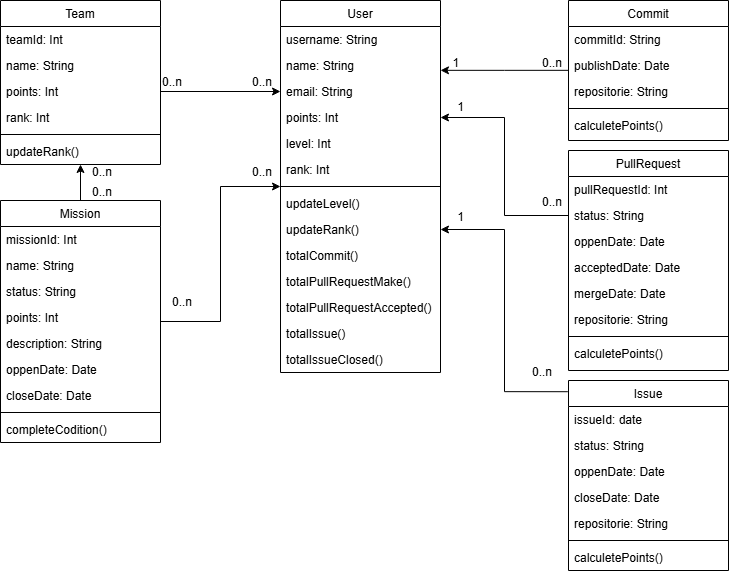 Team
teamId: Int
name: String
points: Int
rank: Int
updateRank()
0..n
0..n
User
username: String
name: String
email: String
points: Int
level: Int
rank: Int
updateLevel()
updateRank()
totalCommit()
totalPullRequestMake()
totalPullRequestAccepted()
totalIssue()
totalIssueClosed()
1
0..n
Commit
commitId: String
publishDate: Date
repositorie: String
calculetePoints()
1
0..n
PullRequest
pullRequestId: Int
status: String
oppenDate: Date
acceptedDate: Date
mergeDate: Date
repositorie: String
calculetePoints()
0..n
0..n
Mission
missionId: Int
name: String
status: String
points: Int
description: String
oppenDate: Date
closeDate: Date
completeCodition()
0..n
0..n
1
0..n
Issue
issueId: date
status: String
oppenDate: Date
closeDate: Date
repositorie: String
calculetePoints()